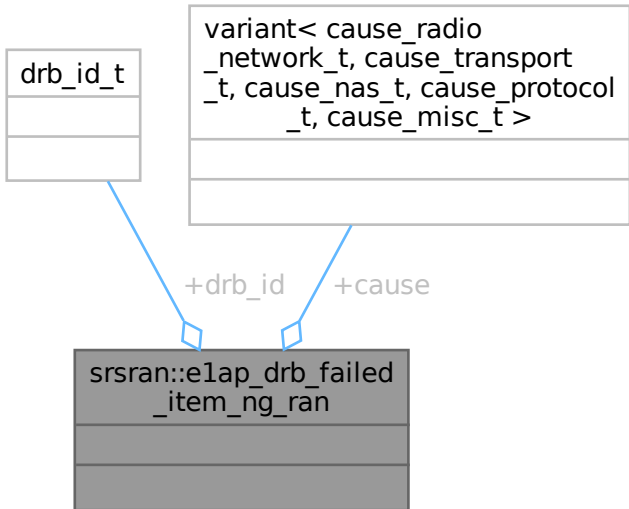 drb_id_t
variant< cause_radio
_network_t, cause_transport
_t, cause_nas_t, cause_protocol
_t, cause_misc_t >
+drb_id
+cause
srsran::e1ap_drb_failed
_item_ng_ran